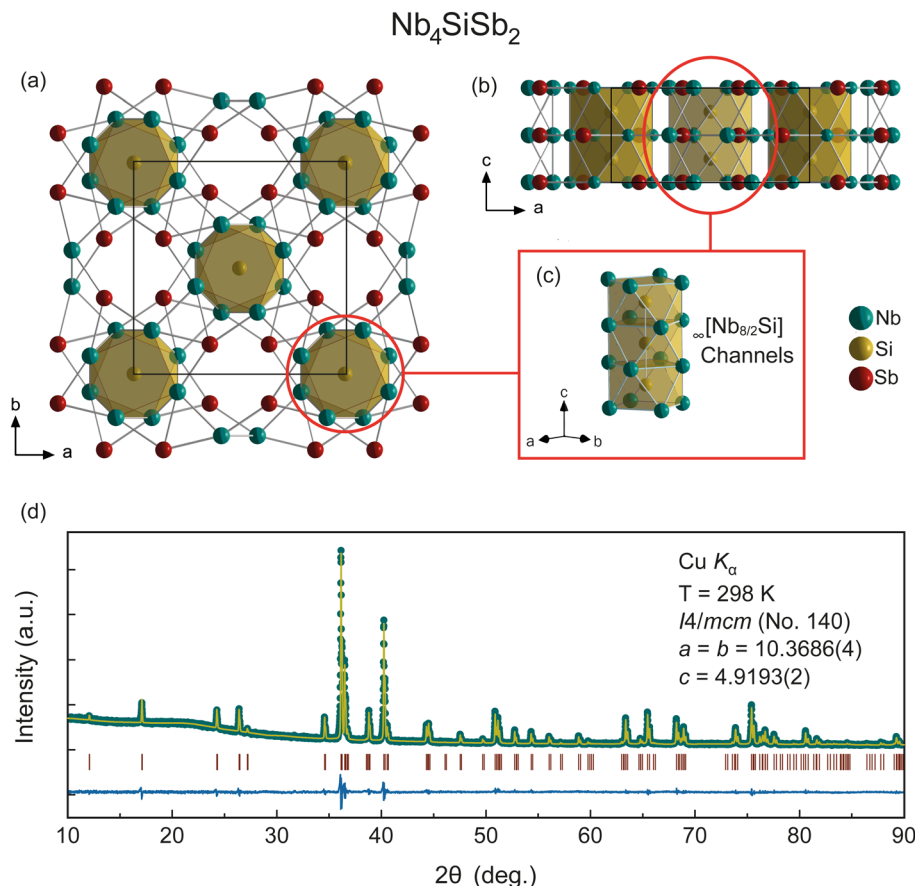 Nb₄SiSb₂
(a)
b
a
(b)
c
a
(c)
∞[Nb₈/₂Si]
Channels
c
a
b
Nb
Si
Sb
(d)
Intensity (a.u.)
Cu Kα
T = 298 K
I4/mcm (No. 140)
a = b = 10.3686(4)
c = 4.9193(2)
10 20 30 40 50 60 70 80 90
2θ (deg.)